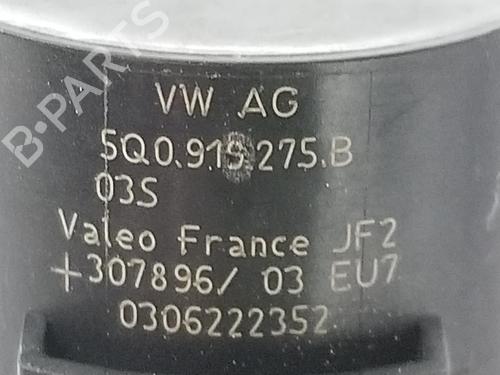 B-PARTS
VW AG
5Q0.919.275.B
03S
Valeo France JF2
+307896/ 03 EU7
0306222352